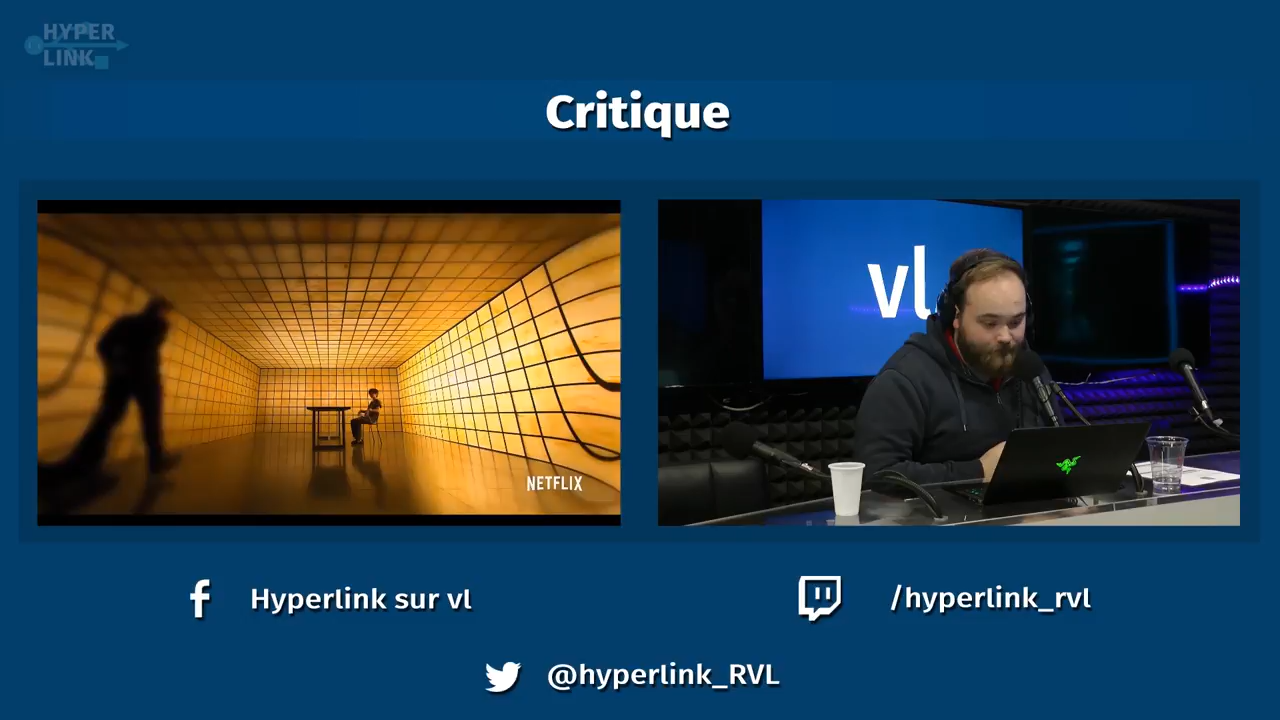 HYPER
LINK
Critique
vl
NETFLIX
Hyperlink sur vl
/hyperlink_rvl
@hyperlink_RVL